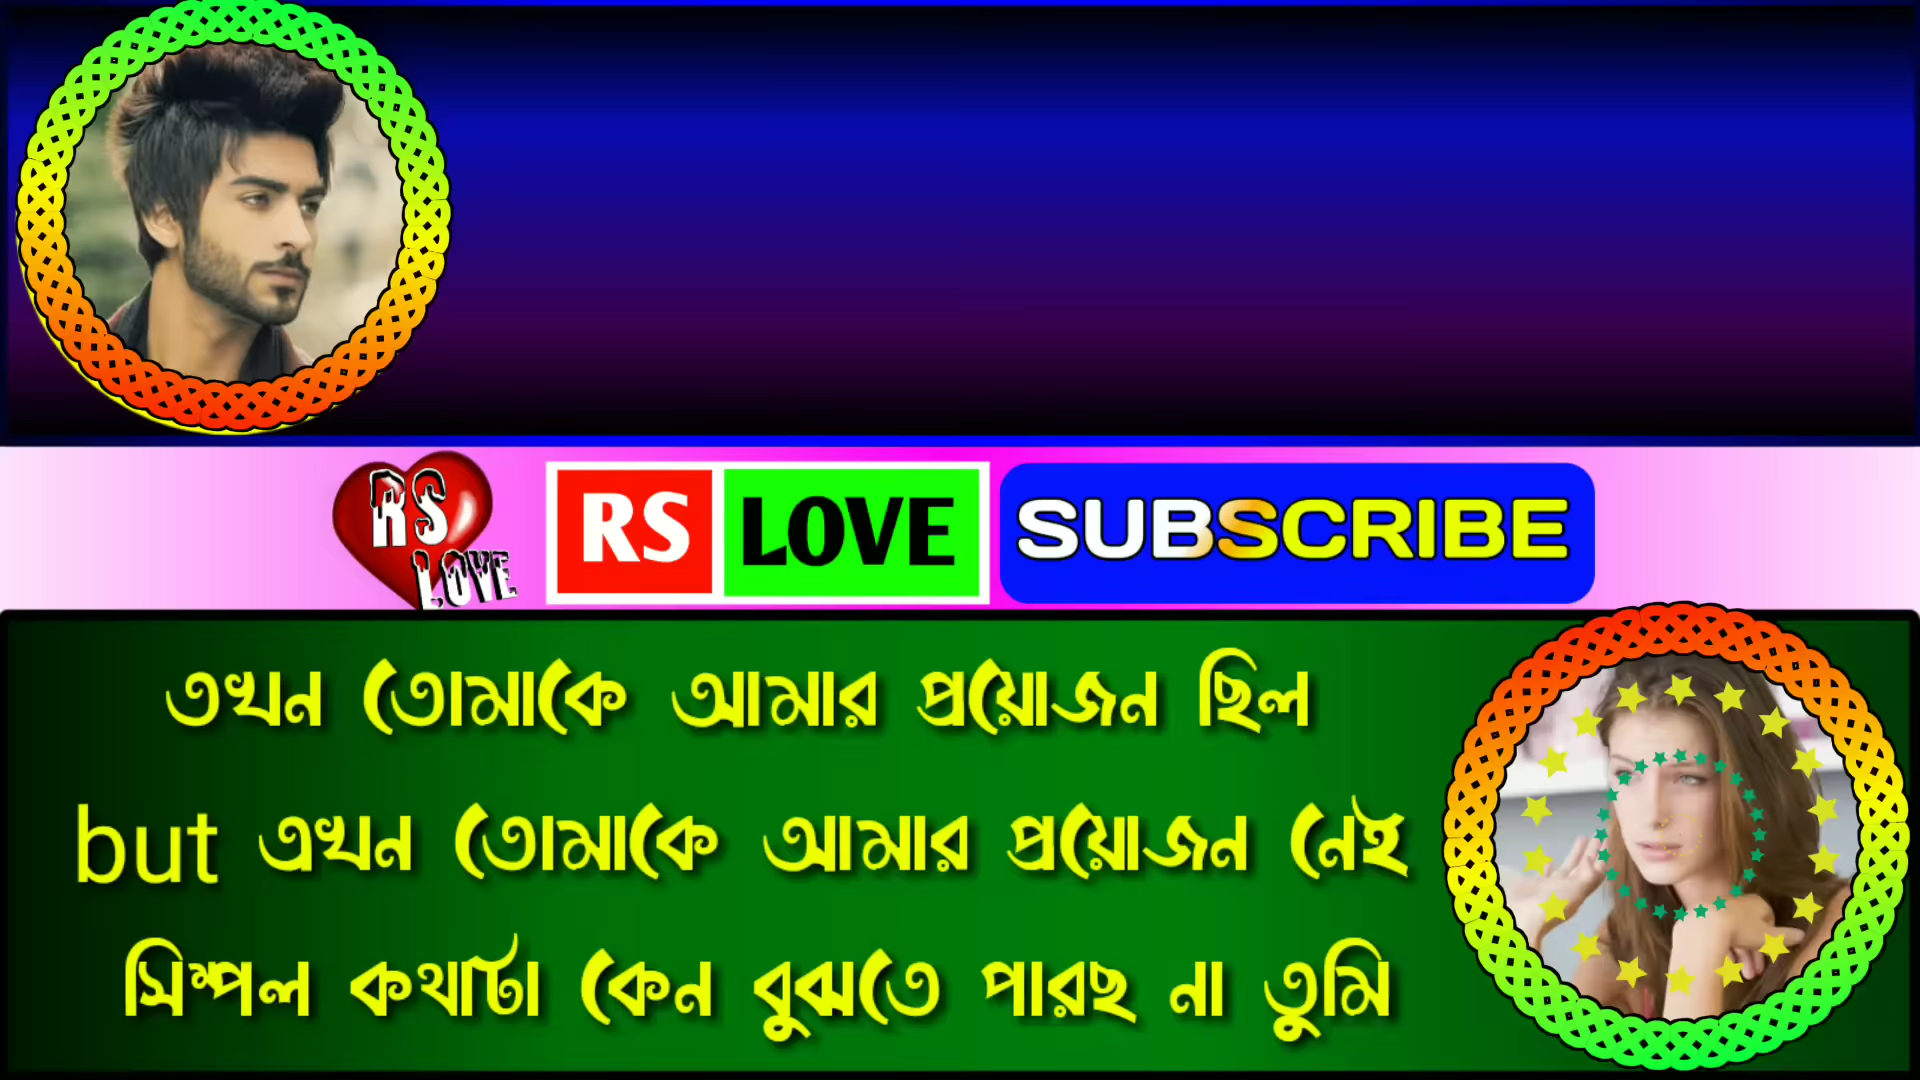 RS
LOVE
RS LOVE SUBSCRIBE
তখন তোমাকে আমার প্রয়োজন ছিল
but এখন তোমাকে আমার প্রয়োজন নেই
সিম্পল কথাটা কেন বুঝতে পারছ না তুমি